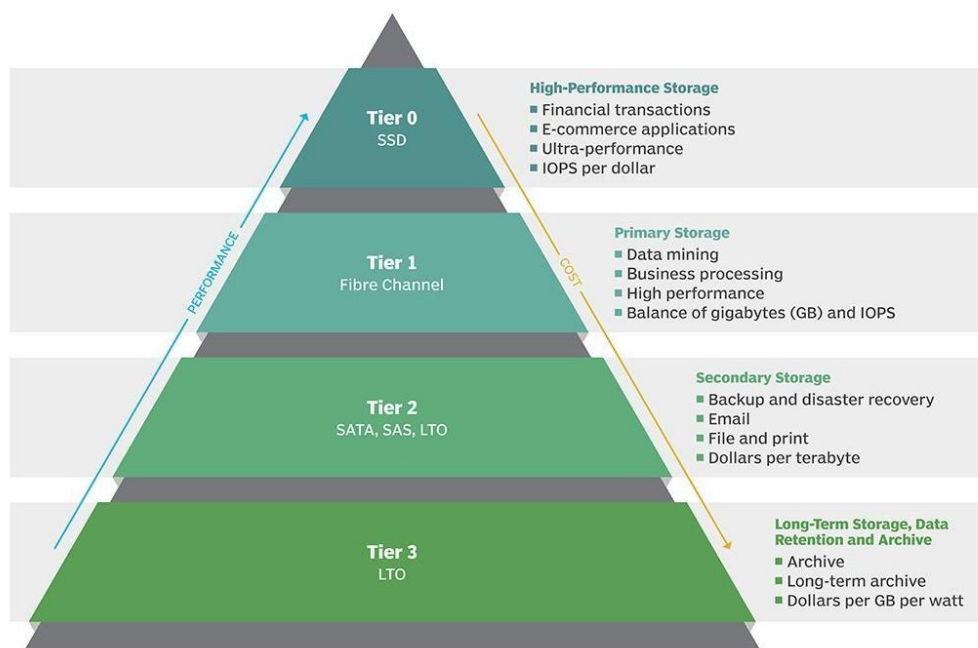 Tier 0
SSD
High-Performance Storage
Financial transactions
E-commerce applications
Ultra-performance
IOPS per dollar
PERFORMANCE
COST
Tier 1
Fibre Channel
Primary Storage
Data mining
Business processing
High performance
Balance of gigabytes (GB) and IOPS
Tier 2
SATA, SAS, LTO
Secondary Storage
Backup and disaster recovery
Email
File and print
Dollars per terabyte
Tier 3
LTO
Long-Term Storage, Data
Retention and Archive
Archive
Long-term archive
Dollars per GB per watt